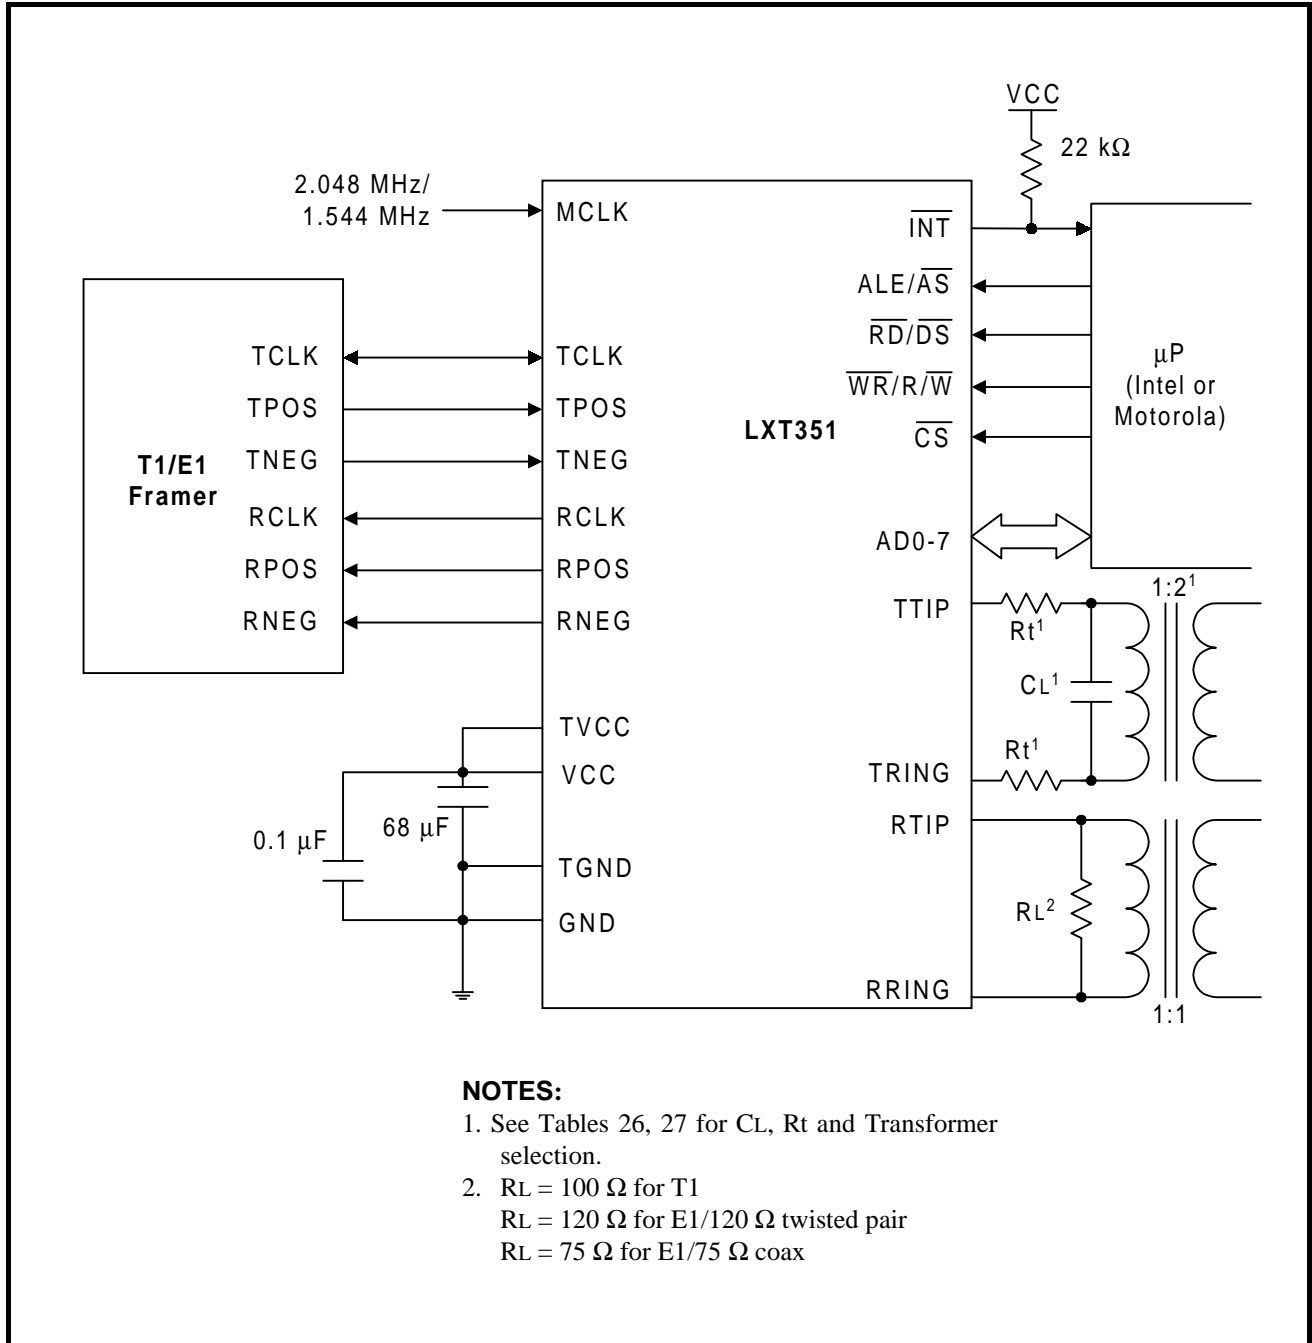 VCC
22 kΩ
2.048 MHz/
1.544 MHz
MCLK
INT
ALE/AS
RD/DS
WR/R/W
CS
AD0-7
μP
(Intel or
Motorola)
LXT351
T1/E1
Framer
TCLK
TPOS
TNEG
RCLK
RPOS
RNEG
TCLK
TPOS
TNEG
RCLK
RPOS
RNEG
TVCC
VCC
TGND
GND
0.1 μF
68 μF
TTIP
TRING
RTIP
RRING
Rt¹
CL¹
Rt¹
1:2¹
RL²
1:1
NOTES:
1. See Tables 26, 27 for CL, Rt and Transformer
selection.
2. RL = 100 Ω for T1
RL = 120 Ω for E1/120 Ω twisted pair
RL = 75 Ω for E1/75 Ω coax